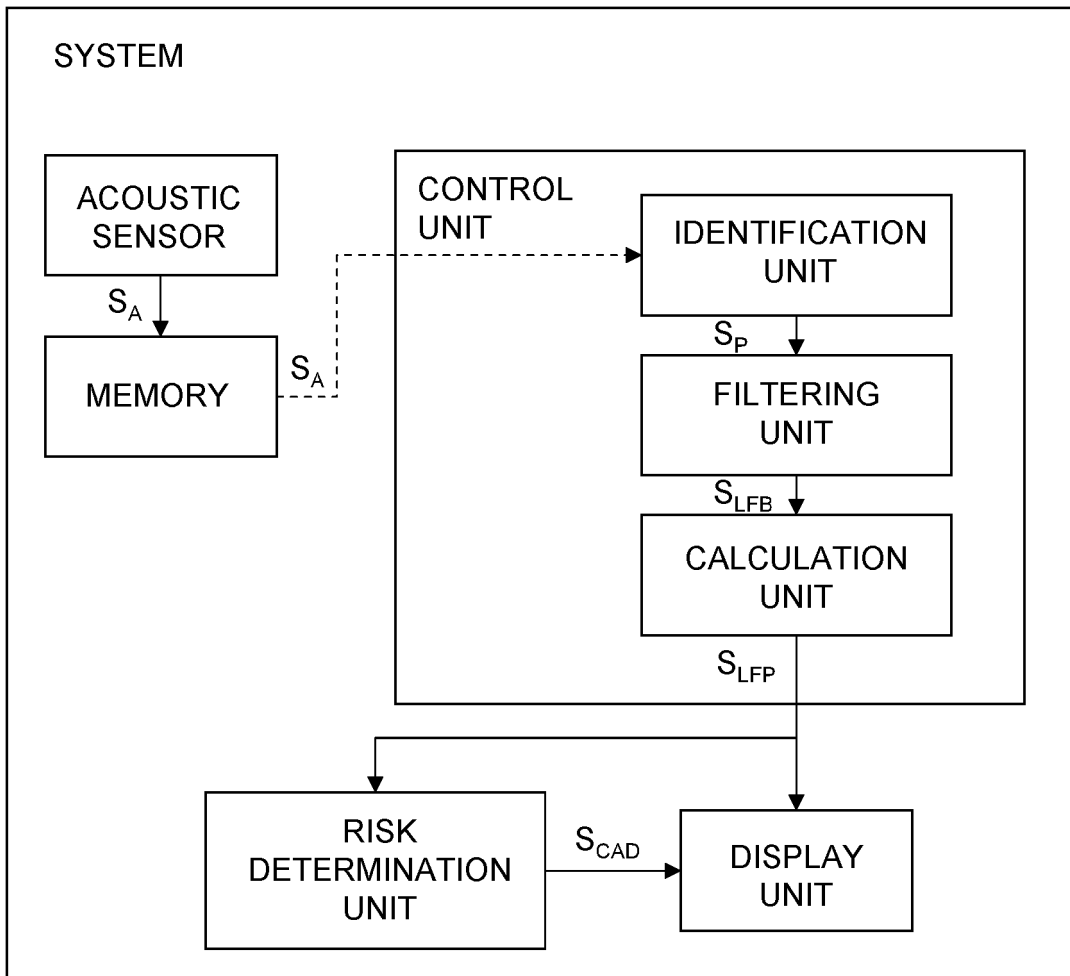 SYSTEM
ACOUSTIC
SENSOR
S_A
MEMORY
S_A
CONTROL
UNIT
IDENTIFICATION
UNIT
S_P
FILTERING
UNIT
S_LFB
CALCULATION
UNIT
S_LFP
RISK
DETERMINATION
UNIT
S_CAD
DISPLAY
UNIT